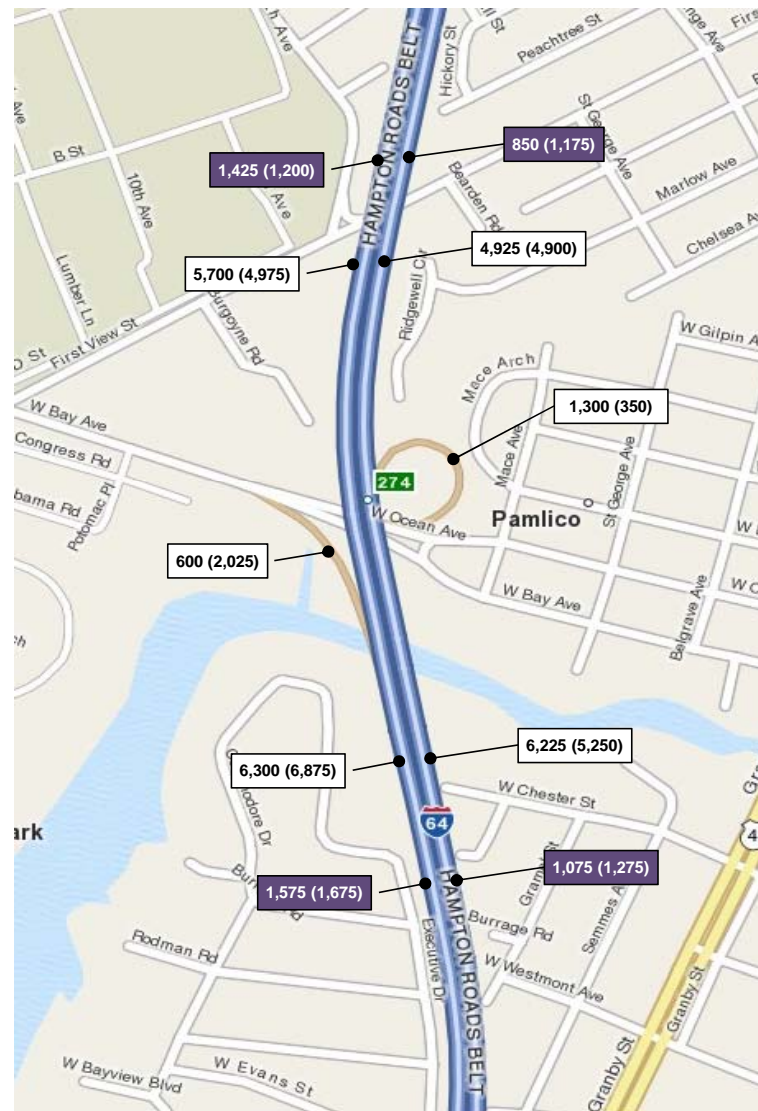 HAMPTON ROADS BELT
Hickory St
Peachtree St
St George Ave
B St
10th Ave
1,425 (1,200)
850 (1,175)
Bearden Rd
Marlow Ave
5,700 (4,975)
4,925 (4,900)
Lumber Ln
First View St
Burgoyne Rd
Ridgewell Cir
W Bay Ave
Mace Arch
1,300 (350)
Congress Rd
Potomac Pl
Mace Ave
St George Ave
274
W Ocean Ave
Pamlico
600 (2,025)
W Bay Ave
Belgrave Ave
6,300 (6,875)
6,225 (5,250)
W Chester St
64
1,575 (1,675)
1,075 (1,275)
HAMPTON ROADS BELT
Executive Dr
Burrage Rd
Rodman Rd
W Westmont Ave
Granby St
Granby St
W Bayview Blvd
W Evans St